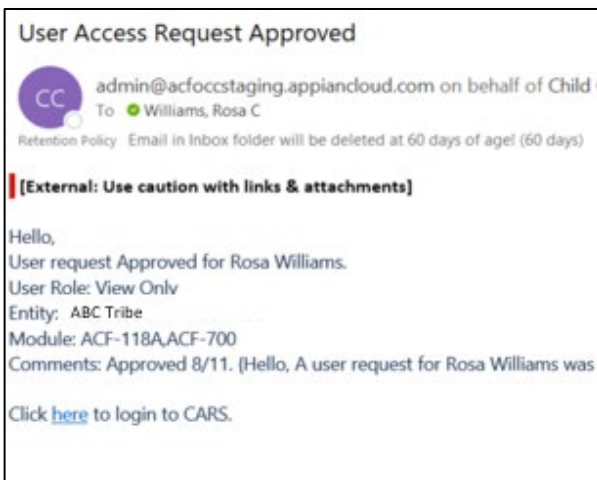 User Access Request Approved
CC
admin@acfoccstaging.appiancloud.com on behalf of Child
To Williams, Rosa C
Retention Policy Email in Inbox folder will be deleted at 60 days of age! (60 days)
[External: Use caution with links & attachments]
Hello,
User request Approved for Rosa Williams.
User Role: View Only
Entity: ABC Tribe
Module: ACF-118A,ACF-700
Comments: Approved 8/11. (Hello, A user request for Rosa Williams was
Click here to login to CARS.